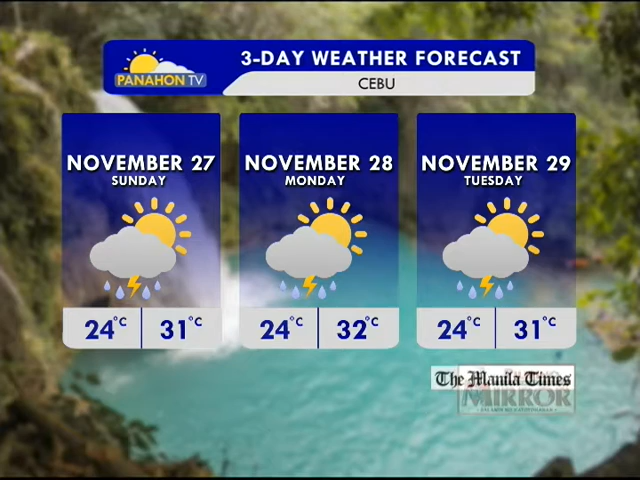 PANAHON TV
3-DAY WEATHER FORECAST
CEBU
NOVEMBER 27
SUNDAY
24°C
31°C
NOVEMBER 28
MONDAY
24°C
32°C
NOVEMBER 29
TUESDAY
24°C
31°C
The Manila Times
MIRROR